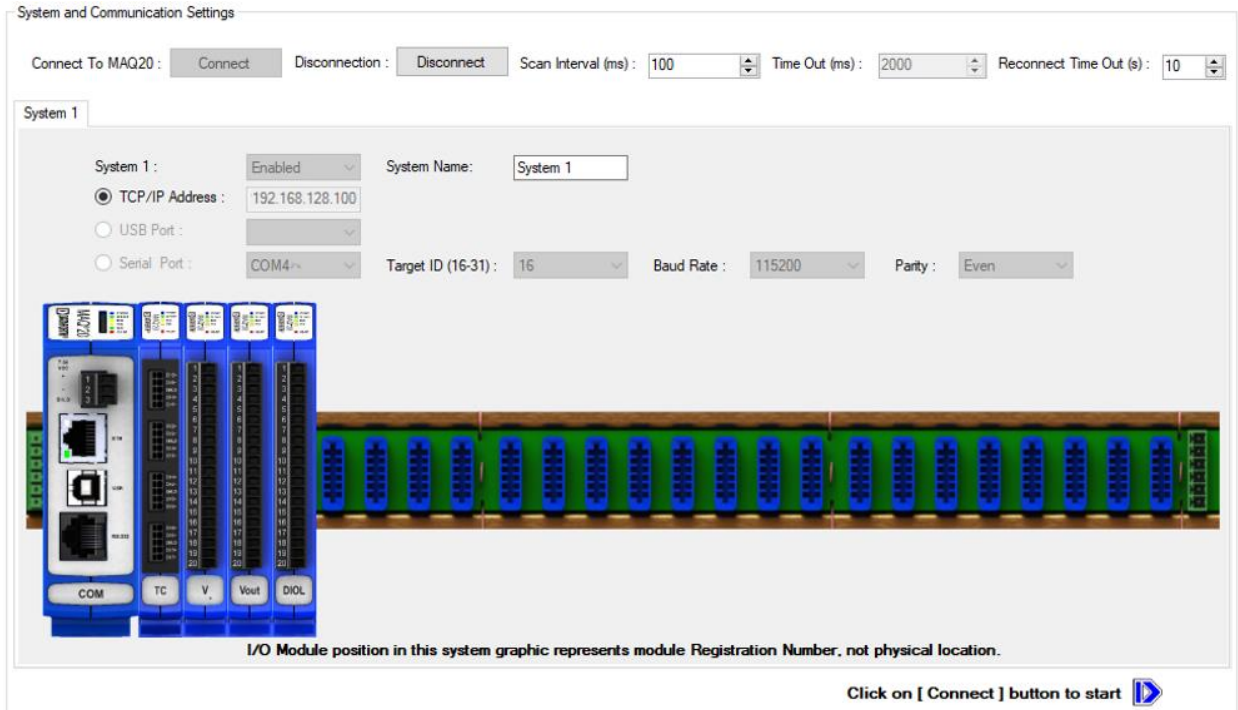 System and Communication Settings
Connect To MAQ20 : Connect Disconnection : Disconnect Scan Interval (ms) : 100 Time Out (ms) : 2000 Reconnect Time Out (s) : 10
System 1
System 1 : Enabled System Name: System 1
TCP/IP Address : 192.168.128.100
USB Port :
Serial Port : COM4 Target ID (16-31) : 16 Baud Rate : 115200 Parity : Even
MAQ20
COM TC V Vout DIOL
I/O Module position in this system graphic represents module Registration Number, not physical location.
Click on [ Connect ] button to start